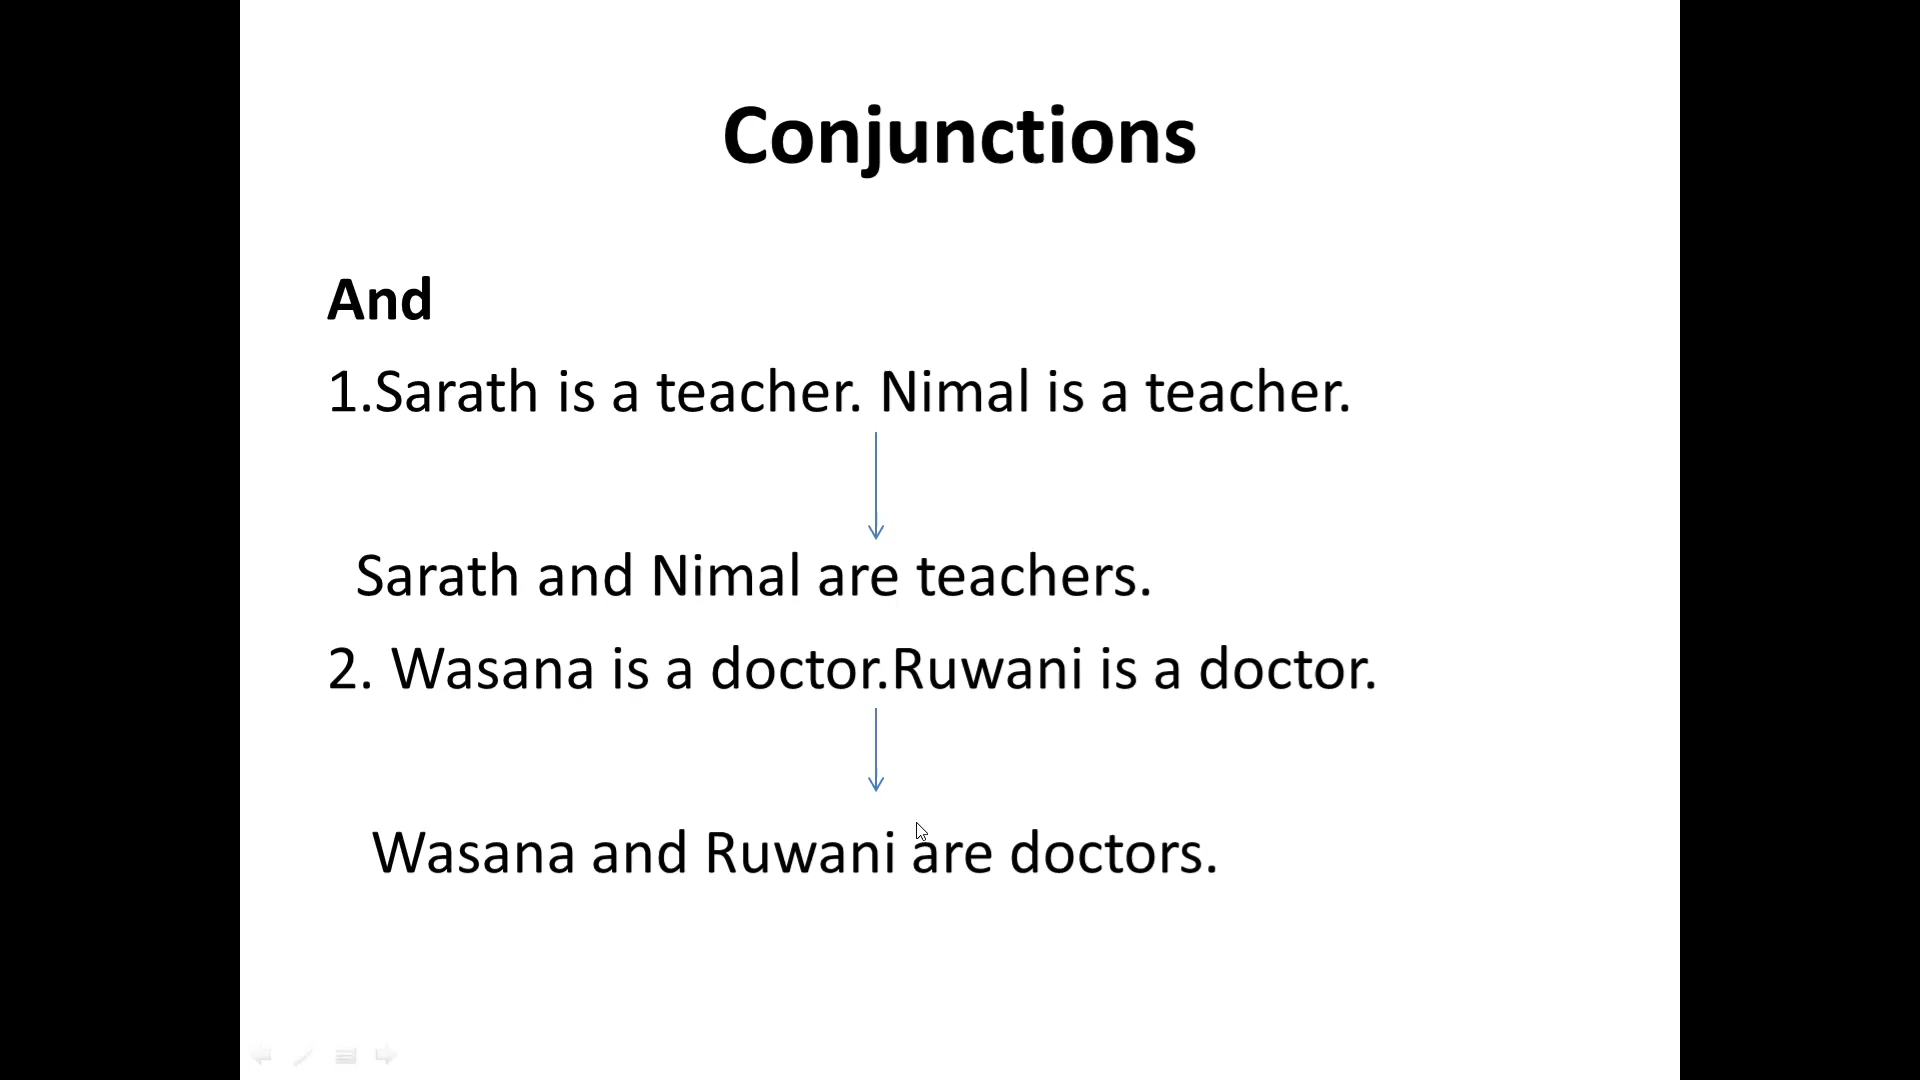 Conjunctions
And
1.Sarath is a teacher. Nimal is a teacher.
Sarath and Nimal are teachers.
2. Wasana is a doctor.Ruwani is a doctor.
Wasana and Ruwani are doctors.